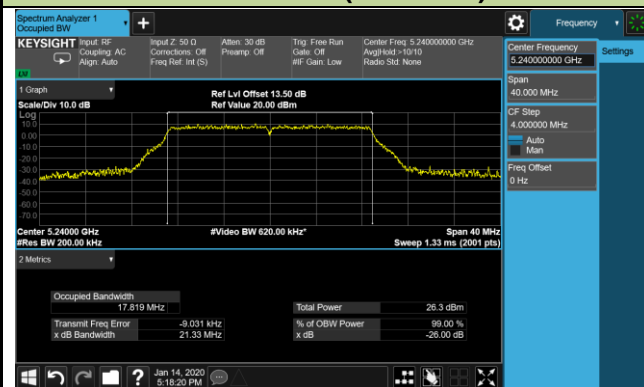 Spectrum Analyzer 1
Occupied BW
Frequency
KEYSIGHT
Input: RF
Coupling: AC
Align: Auto
Input Z: 50 Ω
Corrections: Off
Freq Ref: Int (S)
Atten: 30 dB
Preamp: Off
Trig: Free Run
Gate: Off
#IF Gain: Low
Center Freq: 5.240000000 GHz
Avg|Hold:>10/10
Radio Std: None
Center Frequency
5.240000000 GHz
Settings
Span
40.000 MHz
CF Step
4.000000 MHz
Auto
Man
Freq Offset
0 Hz
1 Graph
Scale/Div 10.0 dB
Ref Lvl Offset 13.50 dB
Ref Value 20.00 dBm
Log
10.0
0.00
-10.0
-20.0
-30.0
-40.0
-50.0
-60.0
-70.0
Center 5.24000 GHz
#Res BW 200.00 kHz
#Video BW 620.00 kHz*
Span 40 MHz
Sweep 1.33 ms (2001 pts)
2 Metrics
Occupied Bandwidth
17.819 MHz
Total Power 26.3 dBm
Transmit Freq Error -9.031 kHz
% of OBW Power 99.00 %
x dB Bandwidth 21.33 MHz
x dB -26.00 dB
Jan 14, 2020
5:18:20 PM